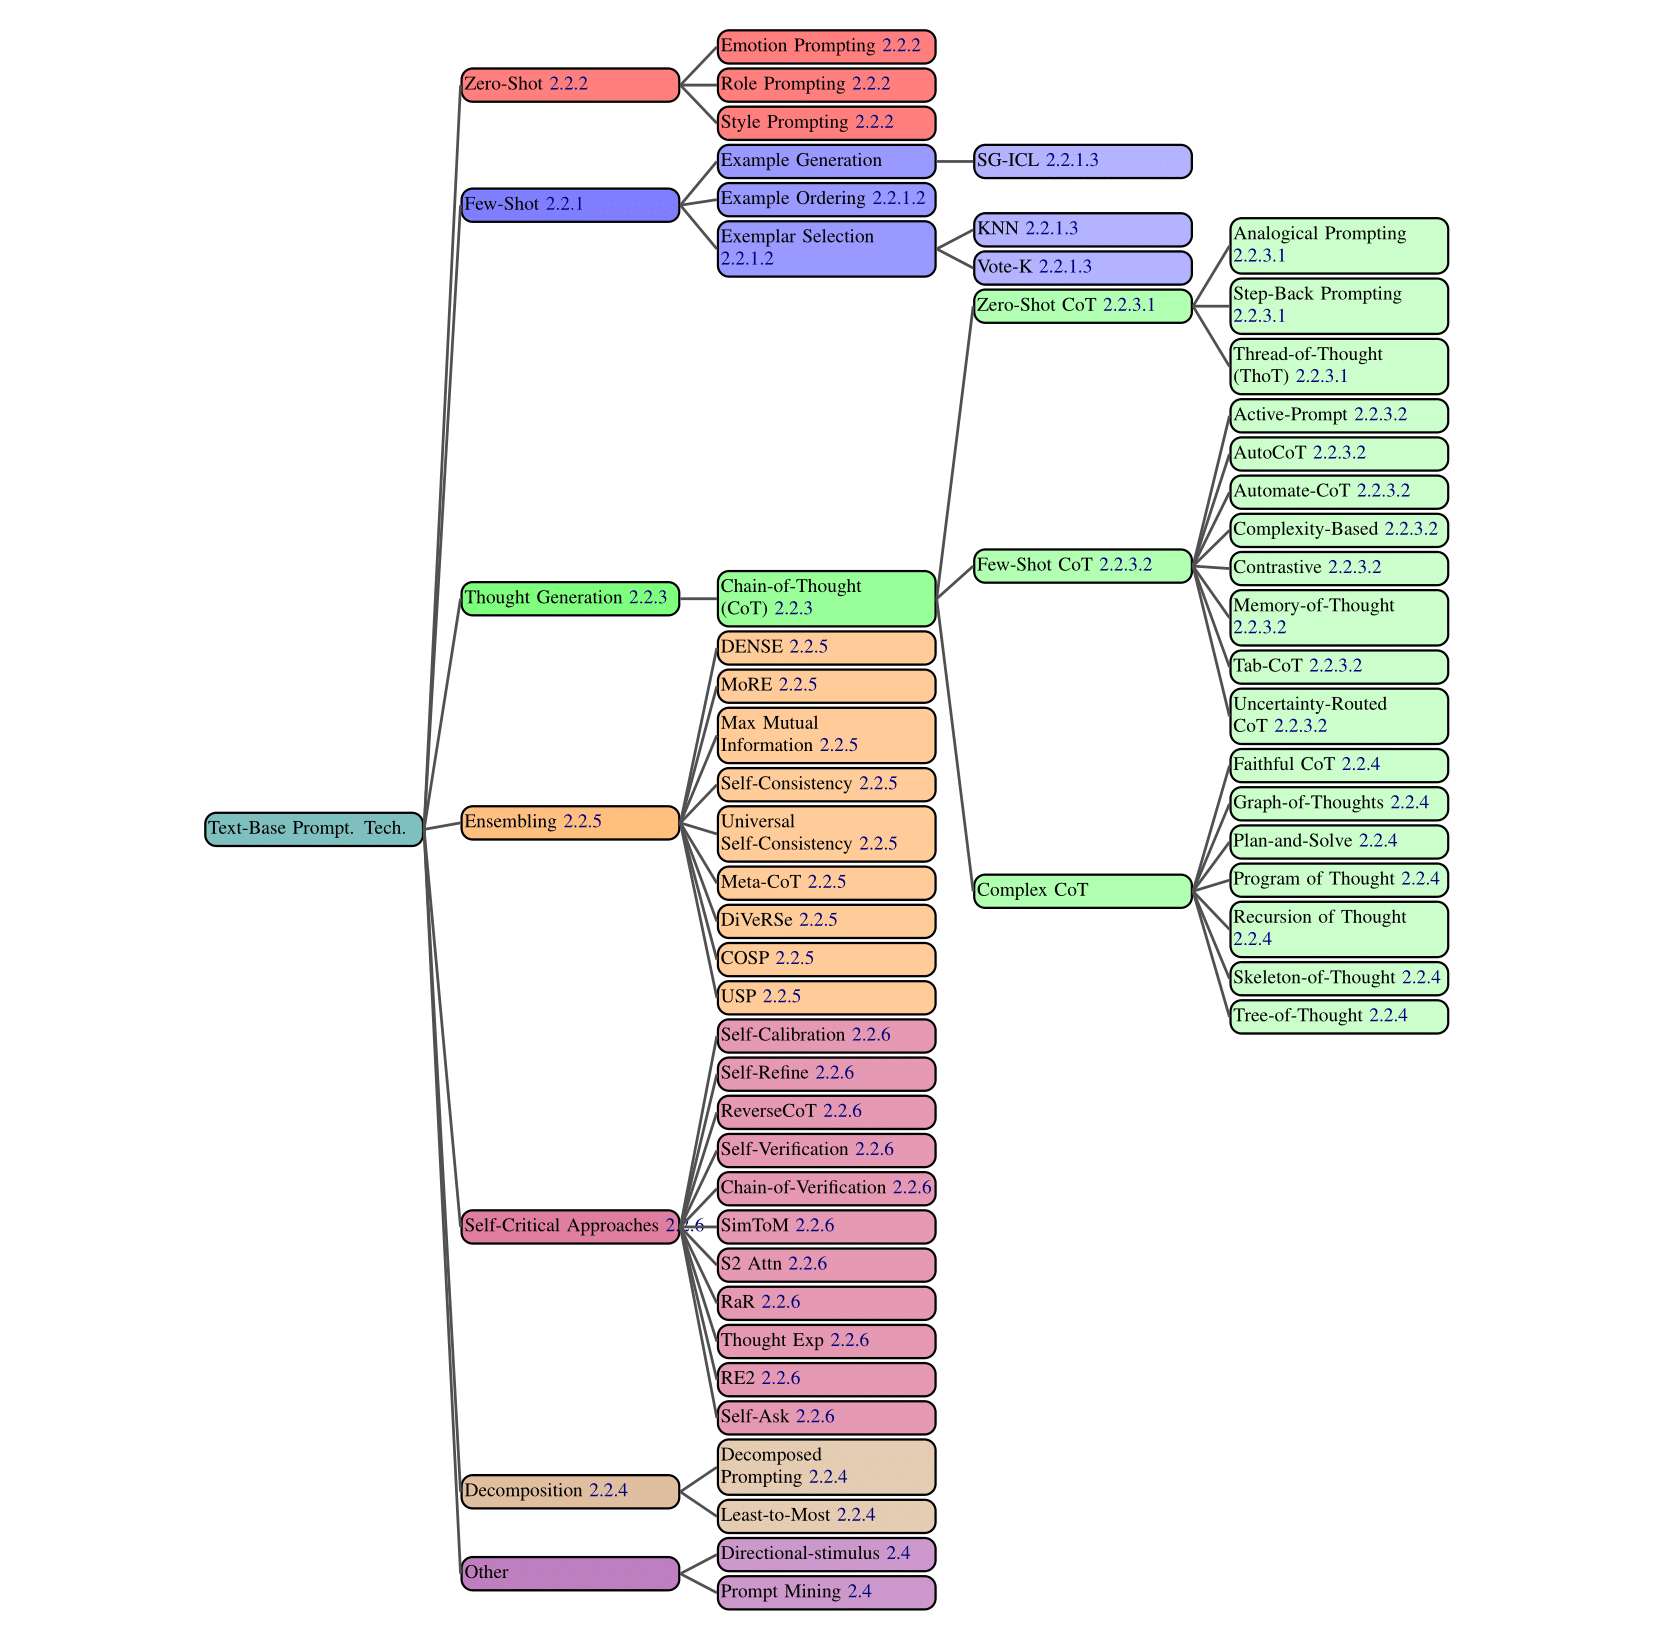 Text-Base Prompt. Tech.
Zero-Shot 2.2.2
Emotion Prompting 2.2.2
Role Prompting 2.2.2
Style Prompting 2.2.2
Few-Shot 2.2.1
Example Generation
SG-ICL 2.2.1.3
Example Ordering 2.2.1.2
Exemplar Selection
2.2.1.2
KNN 2.2.1.3
Vote-K 2.2.1.3
Thought Generation 2.2.3
Chain-of-Thought
(CoT) 2.2.3
Zero-Shot CoT 2.2.3.1
Analogical Prompting
2.2.3.1
Step-Back Prompting
2.2.3.1
Thread-of-Thought
(ThoT) 2.2.3.1
Few-Shot CoT 2.2.3.2
Active-Prompt 2.2.3.2
AutoCoT 2.2.3.2
Automate-CoT 2.2.3.2
Complexity-Based 2.2.3.2
Contrastive 2.2.3.2
Memory-of-Thought
2.2.3.2
Tab-CoT 2.2.3.2
Uncertainty-Routed
CoT 2.2.3.2
Complex CoT
Faithful CoT 2.2.4
Graph-of-Thoughts 2.2.4
Plan-and-Solve 2.2.4
Program of Thought 2.2.4
Recursion of Thought
2.2.4
Skeleton-of-Thought 2.2.4
Tree-of-Thought 2.2.4
Ensembling 2.2.5
DENSE 2.2.5
MoRE 2.2.5
Max Mutual
Information 2.2.5
Self-Consistency 2.2.5
Universal
Self-Consistency 2.2.5
Meta-CoT 2.2.5
DiVeRSe 2.2.5
COSP 2.2.5
USP 2.2.5
Self-Critical Approaches 2.2.6
Self-Calibration 2.2.6
Self-Refine 2.2.6
ReverseCoT 2.2.6
Self-Verification 2.2.6
Chain-of-Verification 2.2.6
SimToM 2.2.6
S2 Attn 2.2.6
RaR 2.2.6
Thought Exp 2.2.6
RE2 2.2.6
Self-Ask 2.2.6
Decomposition 2.2.4
Decomposed
Prompting 2.2.4
Least-to-Most 2.2.4
Other
Directional-stimulus 2.4
Prompt Mining 2.4